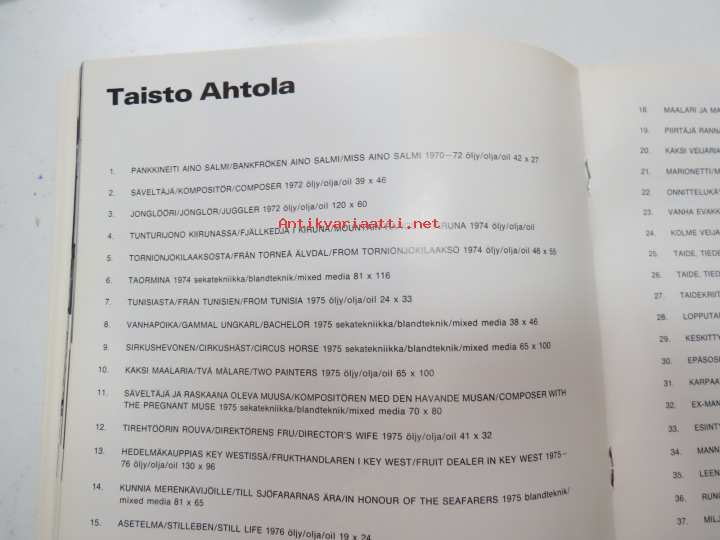 Taisto Ahtola
1. PANKKINEITI AINO SALMI/BANKFRÖKEN AINO SALMI/MISS AINO SALMI 1970–72 öljy/olja/oil 42 x 27
2. SÄVELTÄJÄ/KOMPOSITÖR/COMPOSER 1972 öljy/olja/oil 39 x 46
3. JONGLÖÖRI/JONGLÖR/JUGGLER 1972 öljy/olja/oil 120 x 60
Antikvariaatti.net
4. TUNTURIJONO KIIRUNASSA/FJÄLLKEDJA I KIRUNA/MOUNTAIN KIRUNA 1974 öljy/olja/oil
5. TORNIONJOKILAAKSOSTA/FRÅN TORNEÅ ÄLVDAL/FROM TORNIONJOKILAAKSO 1974 öljy/olja/oil 46 x 55
6. TAORMINA 1974 sekatekniikka/blandteknik/mixed media 81 x 116
7. TUNISIASTA/FRÅN TUNISIEN/FROM TUNISIA 1975 öljy/olja/oil 24 x 33
8. VANHAPOIKA/GAMMAL UNGKARL/BACHELOR 1975 sekatekniikka/blandteknik/mixed media 38 x 46
9. SIRKUSHEVONEN/CIRKUSHÄST/CIRCUS HORSE 1975 sekatekniikka/blandteknik/mixed media 65 x 100
10. KAKSI MAALARIA/TVÅ MÅLARE/TWO PAINTERS 1975 öljy/olja/oil 65 x 100
11. SÄVELTÄJÄ JA RASKAANA OLEVA MUUSA/KOMPOSITÖREN MED DEN HAVANDE MUSAN/COMPOSER WITH
THE PREGNANT MUSE 1975 sekatekniikka/blandteknik/mixed media 70 x 80
12. TIREHTÖÖRIN ROUVA/DIREKTÖRENS FRU/DIRECTOR'S WIFE 1975 öljy/olja/oil 41 x 32
13. HEDELMÄKAUPPIAS KEY WESTISSÄ/FRUKTHANDLAREN I KEY WEST/FRUIT DEALER IN KEY WEST 1975–
76 öljy/olja/oil 130 x 96
14. KUNNIA MERENKÄVIJÖILLE/TILL SJÖFARARNAS ÄRA/IN HONOUR OF THE SEAFARERS 1975 blandteknik/
mixed media 81 x 65
15. ASETELMA/STILLEBEN/STILL LIFE 1976 öljy/olja/oil 19 x 24
18. MAALARI JA MA
19. PIIRTÄJÄ RANNA
20. KAKSI VEIJARIA
21. MARIONETTI/M
22. ONNITTELUKÄY
23. VANHA EVAKK
24. KOLME VEIJA
25. TAIDE, TIEDE
26. TAIDE, TIED
27. TAIDEKRIIT
28. LOPPUTA
29. KESKITTY
30. EPÄSOS
31. KARPAA
32. EX-MAN
33. ESIINT
34. MANN
35. LEEN
36. RUN
37. MILJ